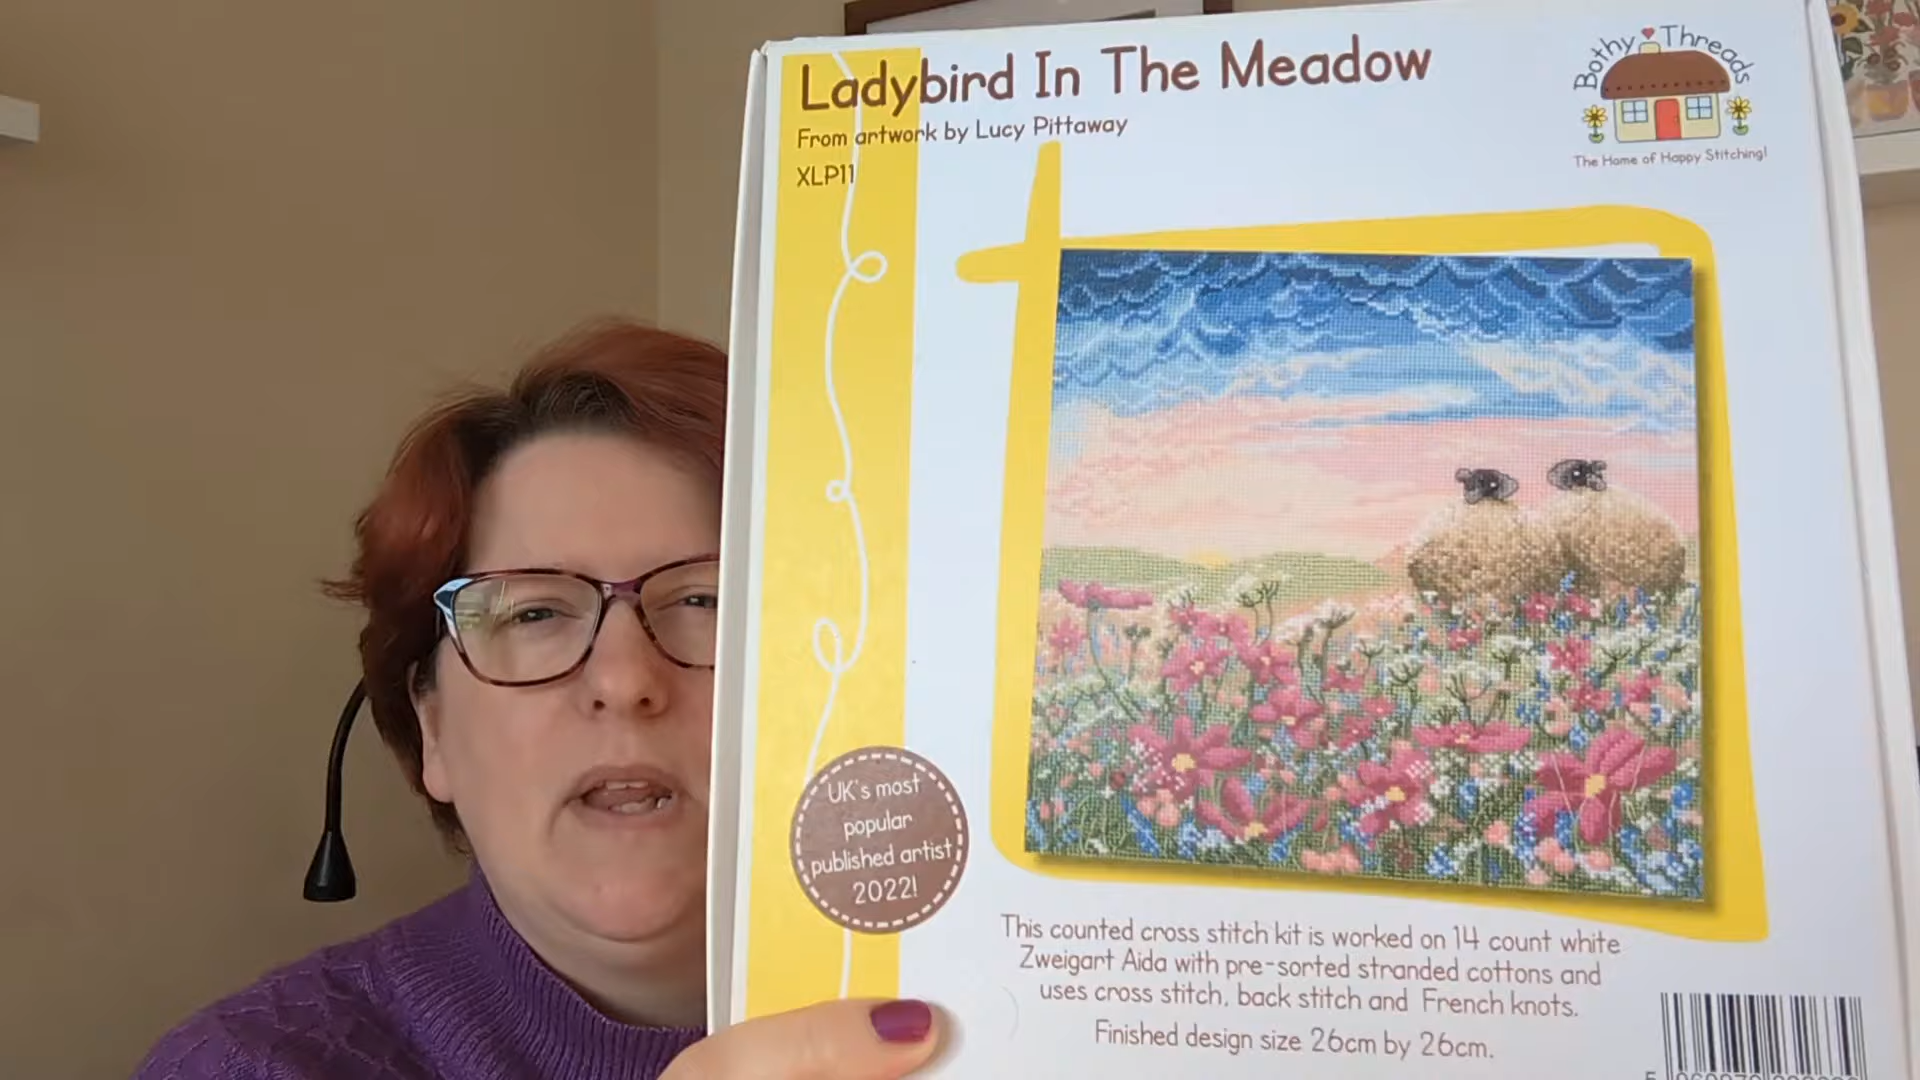 Ladybird In The Meadow
From artwork by Lucy Pittaway
XLP11
Bothy Threads
The Home of Happy Stitching!
UK's most
popular
published artist
2022!
This counted cross stitch kit is worked on 14 count white
Zweigart Aida with pre-sorted stranded cottons and
uses cross stitch, back stitch and French knots.
Finished design size 26cm by 26cm.